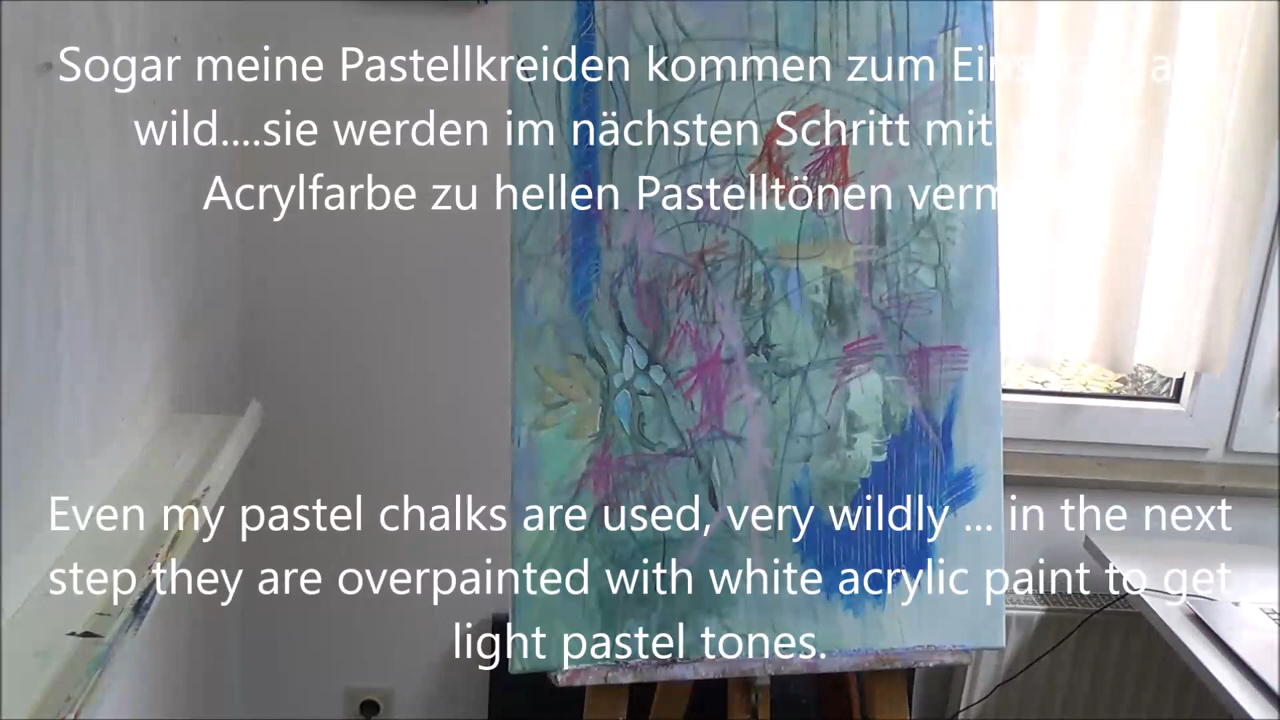 Sogar meine Pastellkreiden kommen zum
wild....sie werden im nächsten Schritt mit
Acrylfarbe zu hellen Pastelltönen
Even my pastel chalks are used, very wildly ... in the next
step they are overpainted with white acrylic paint to get
light pastel tones.